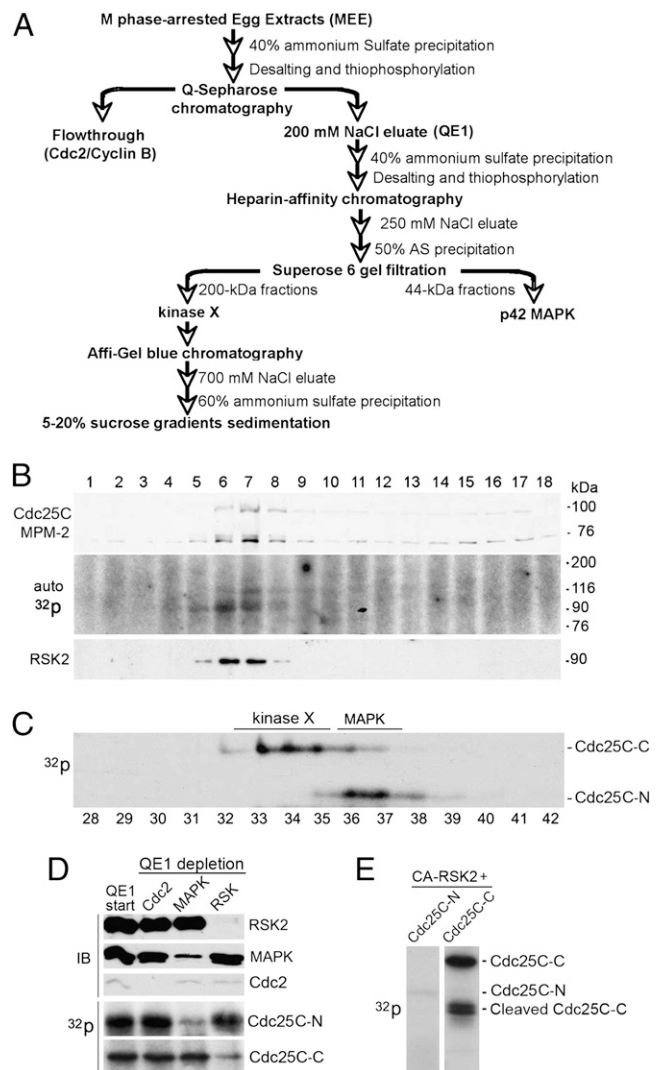 A
M phase-arrested Egg Extracts (MEE)
40% ammonium Sulfate precipitation
Desalting and thiophosphorylation
Q-Sepharose
chromatography
Flowthrough
(Cdc2/Cyclin B)
200 mM NaCl eluate (QE1)
40% ammonium sulfate precipitation
Desalting and thiophosphorylation
Heparin-affinity chromatography
250 mM NaCl eluate
50% AS precipitation
Superose 6 gel filtration
200-kDa fractions
44-kDa fractions
kinase X
p42 MAPK
Affi-Gel blue chromatography
700 mM NaCl eluate
60% ammonium sulfate precipitation
5-20% sucrose gradients sedimentation
B
1 2 3 4 5 6 7 8 9 10 11 12 13 14 15 16 17 18 kDa
Cdc25C
MPM-2
-100
- 76
auto
32p
-200
-116
- 90
- 76
RSK2
-90
C
kinase X MAPK
32p
- Cdc25C-C
- Cdc25C-N
28 29 30 31 32 33 34 35 36 37 38 39 40 41 42
D
QE1 depletion
QE1 start Cdc2 MAPK RSK
IB
RSK2
MAPK
Cdc2
32p
Cdc25C-N
Cdc25C-C
E
CA-RSK2 +
Cdc25C-N Cdc25C-C
32p
- Cdc25C-C
- Cdc25C-N
- Cleaved Cdc25C-C